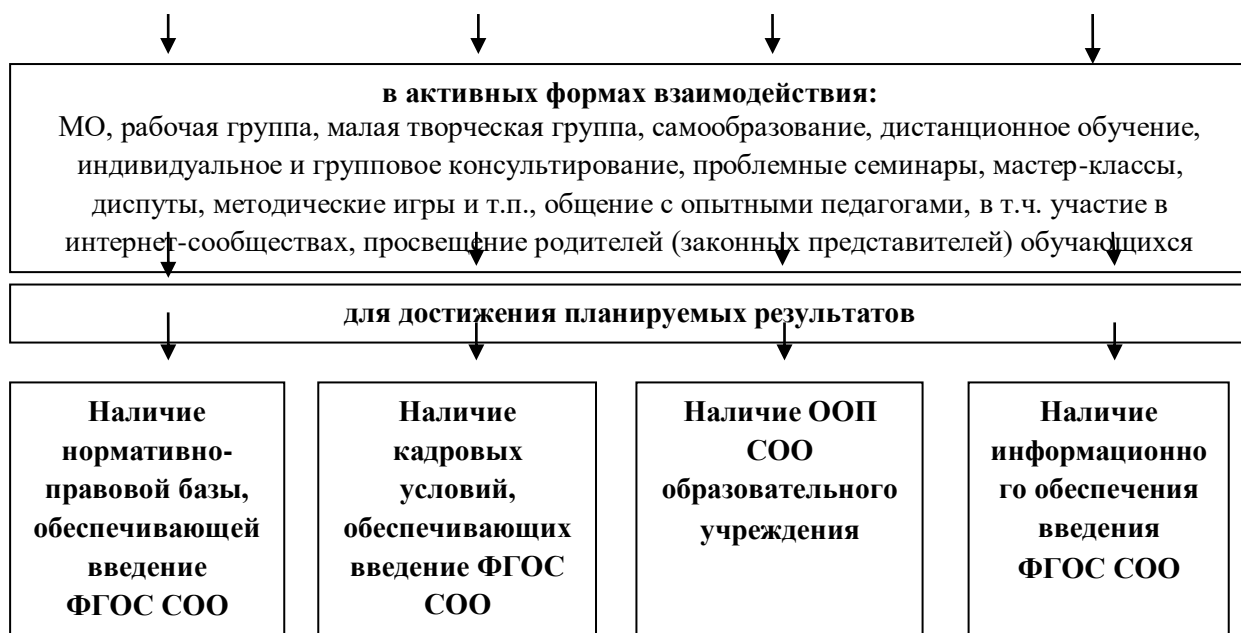 в активных формах взаимодействия:
МО, рабочая группа, малая творческая группа, самообразование, дистанционное обучение,
индивидуальное и групповое консультирование, проблемные семинары, мастер-классы,
диспуты, методические игры и т.п., общение с опытными педагогами, в т.ч. участие в
интернет-сообществах, просвещение родителей (законных представителей) обучающихся
для достижения планируемых результатов
Наличие
нормативно-
правовой базы,
обеспечивающей
введение
ФГОС СОО
Наличие
кадровых
условий,
обеспечивающих
введение ФГОС
СОО
Наличие ООП
СОО
образовательного
учреждения
Наличие
информационно
го обеспечения
введения
ФГОС СОО